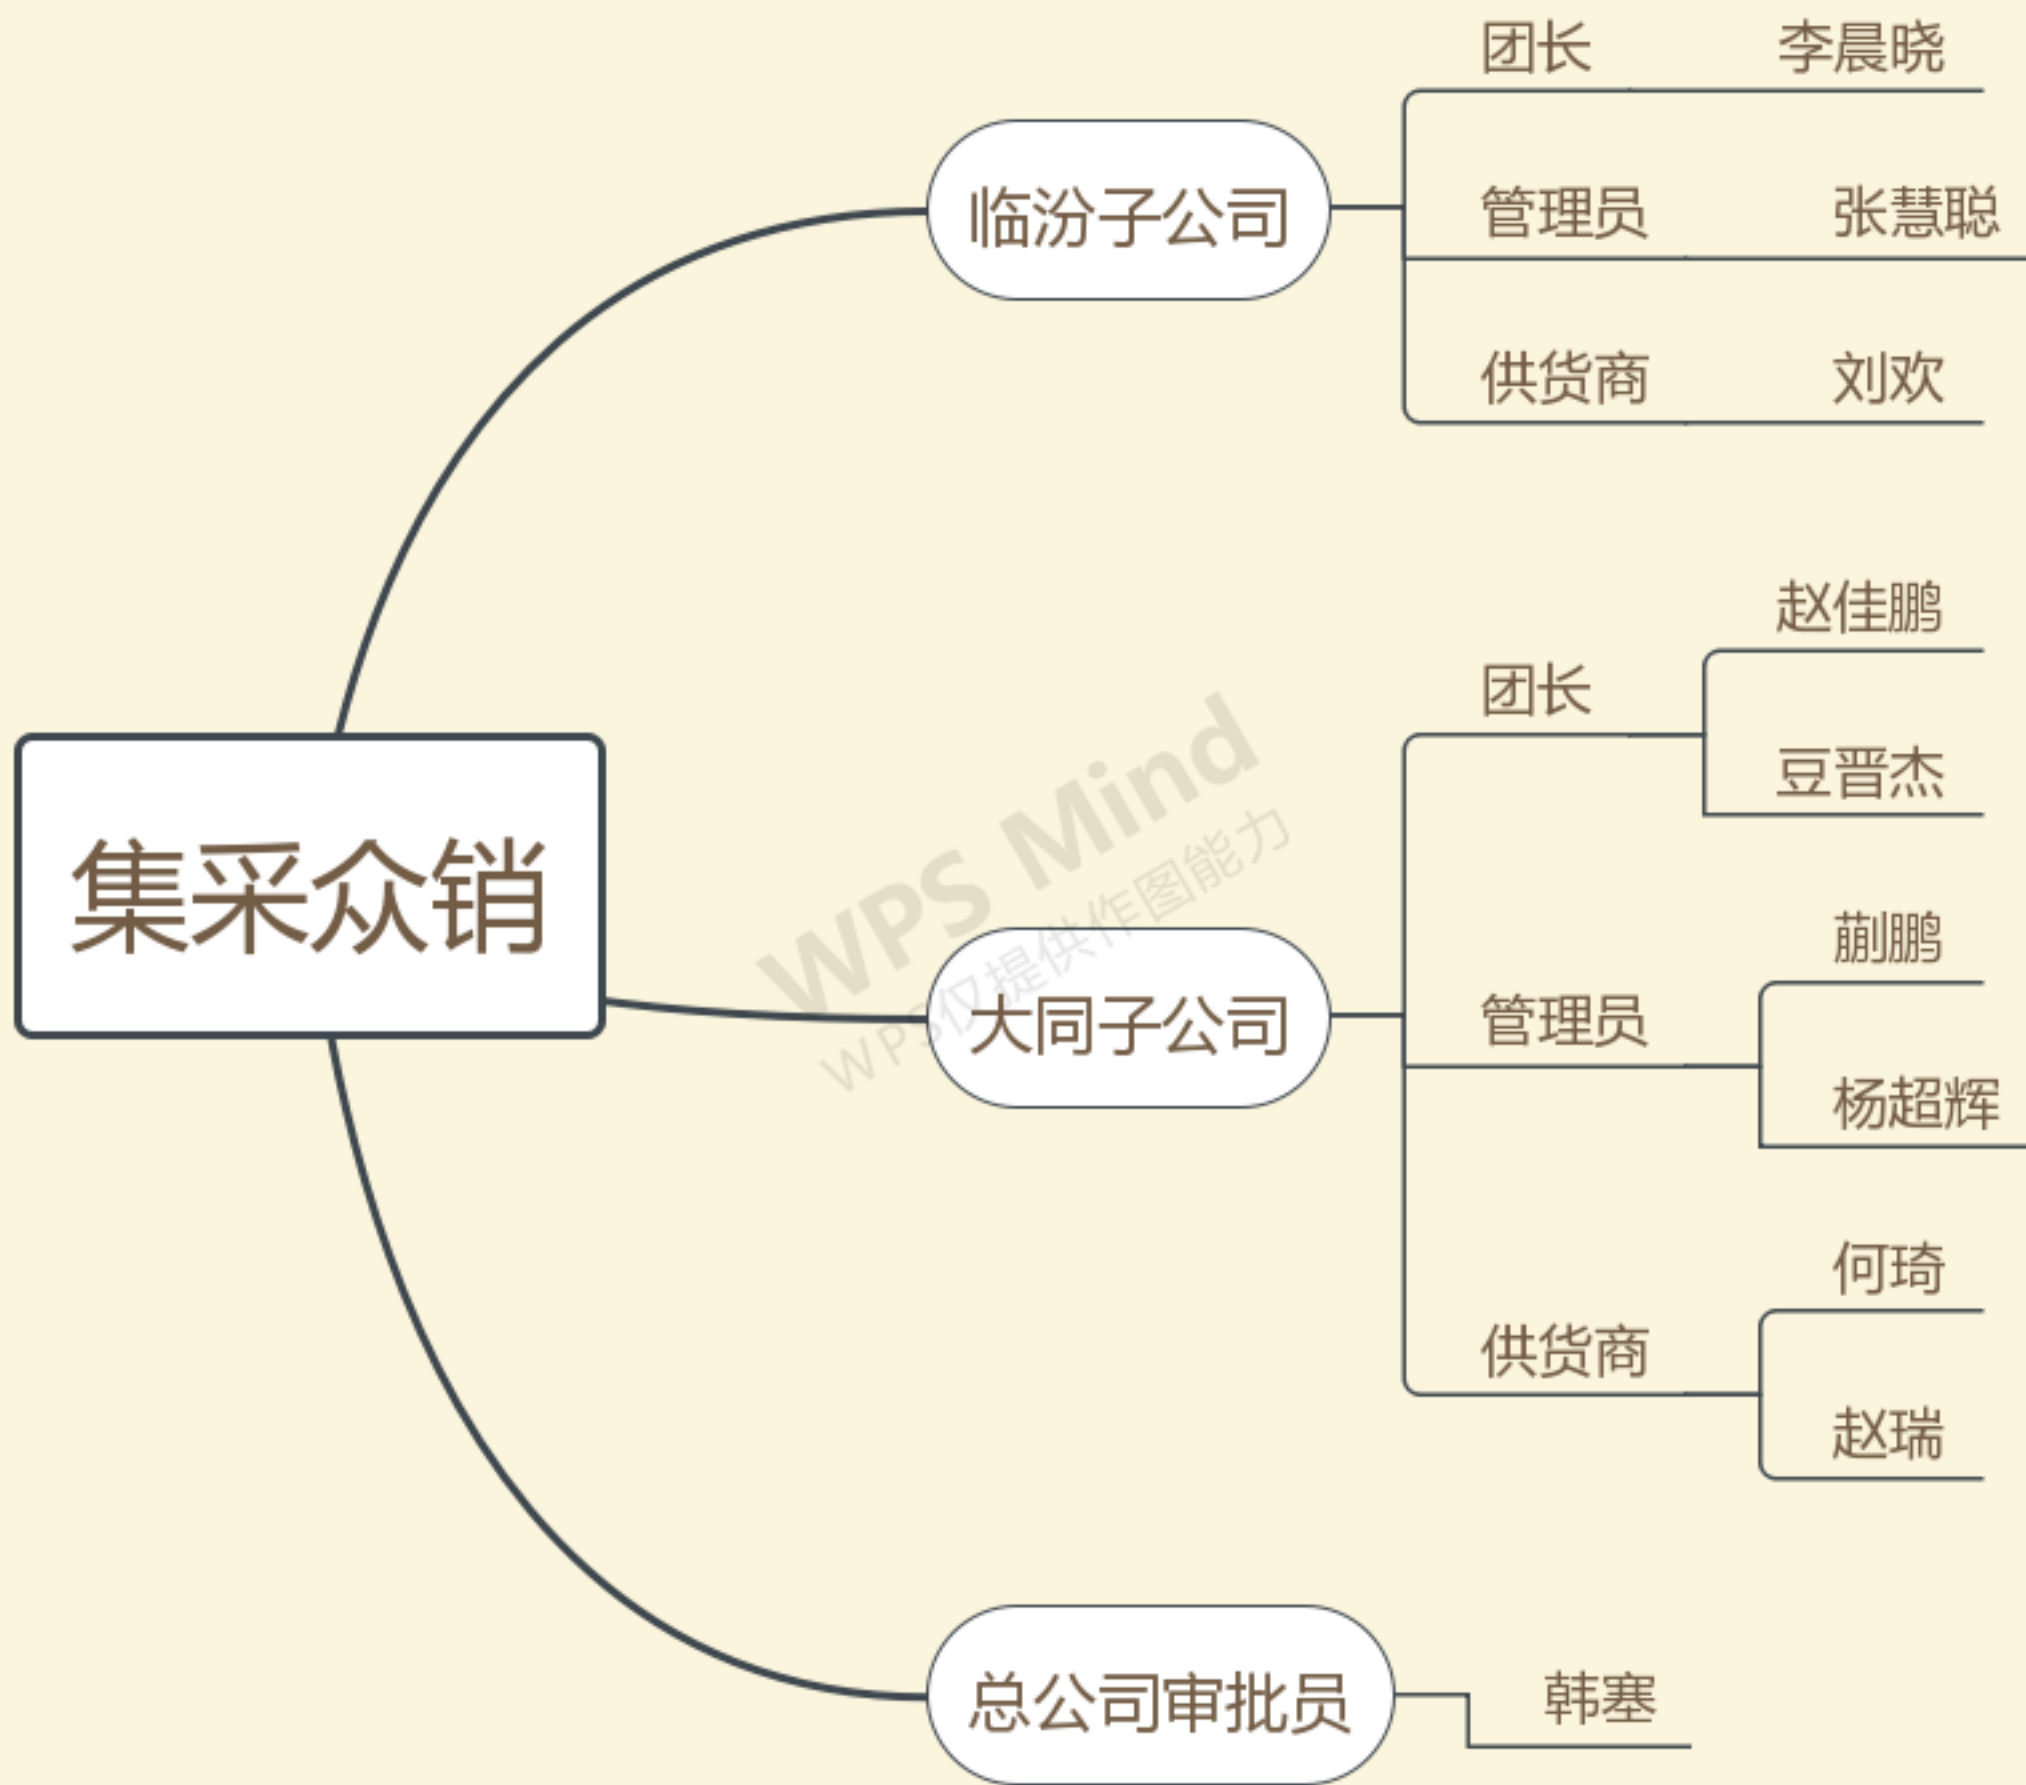 集采众销
临汾子公司
团长 李晨晓
管理员 张慧聪
供货商 刘欢
大同子公司
团长
赵佳鹏
豆晋杰
管理员
蒯鹏
杨超辉
供货商
何琦
赵瑞
总公司审批员
韩塞
WPS Mind
WPS仅提供作图能力